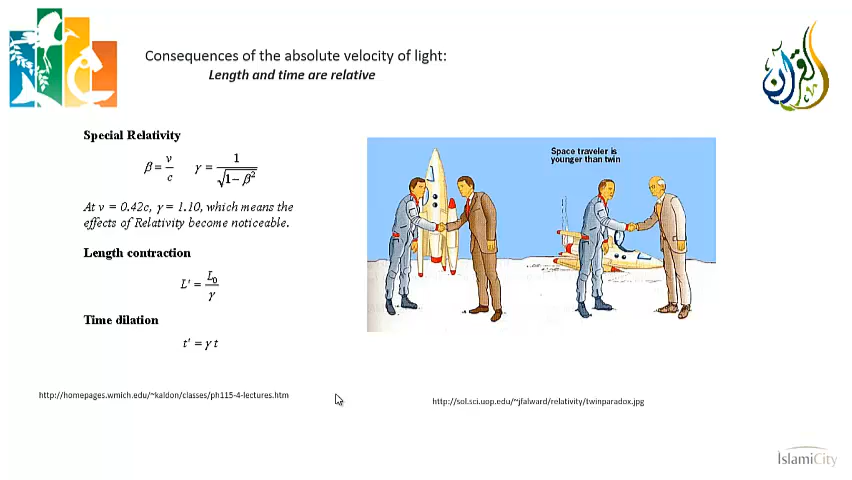 Consequences of the absolute velocity of light:
Length and time are relative
القرآن
Special Relativity
β = v/c γ = 1/√(1 − β²)
At v = 0.42c, γ = 1.10, which means the
effects of Relativity become noticeable.
Length contraction
L' = L₀/γ
Time dilation
t' = γ t
Space traveler is
younger than twin
http://homepages.wmich.edu/~kaldon/classes/ph115-4-lectures.htm
http://sol.sci.uop.edu/~jfalward/relativity/twinparadox.jpg
IslamiCity